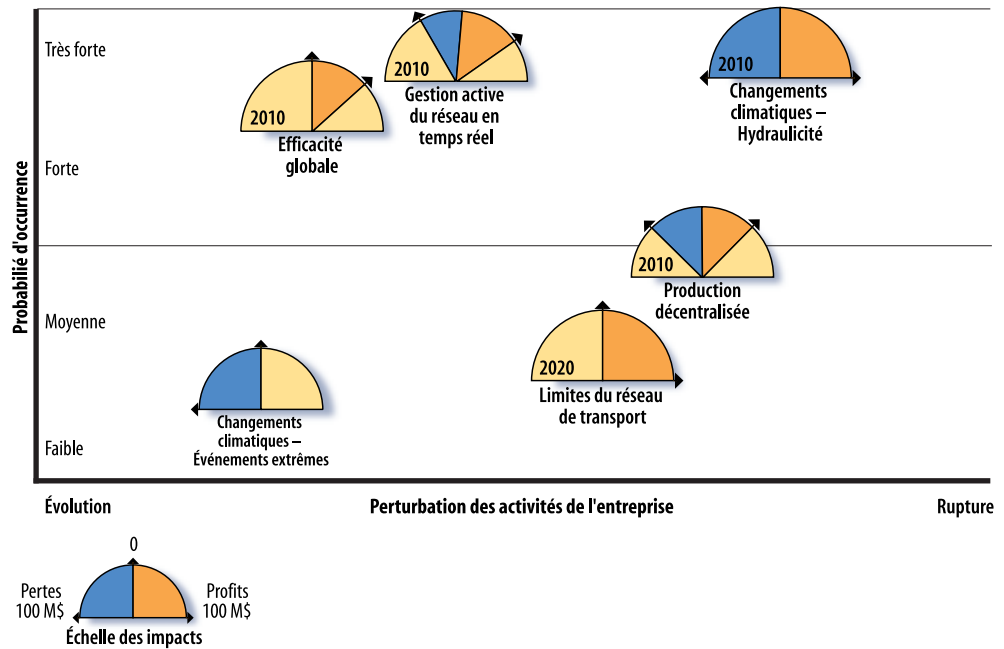 Probabilié d'occurrence
Très forte
Forte
Moyenne
Faible
2010
Efficacité
globale
2010
Gestion active
du réseau en
temps réel
2010
Changements
climatiques –
Hydraulicité
2010
Production
décentralisée
2020
Limites du réseau
de transport
Changements
climatiques –
Événements extrêmes
Évolution
Perturbation des activités de l'entreprise
Rupture
0
Pertes
100 M$
Profits
100 M$
Échelle des impacts